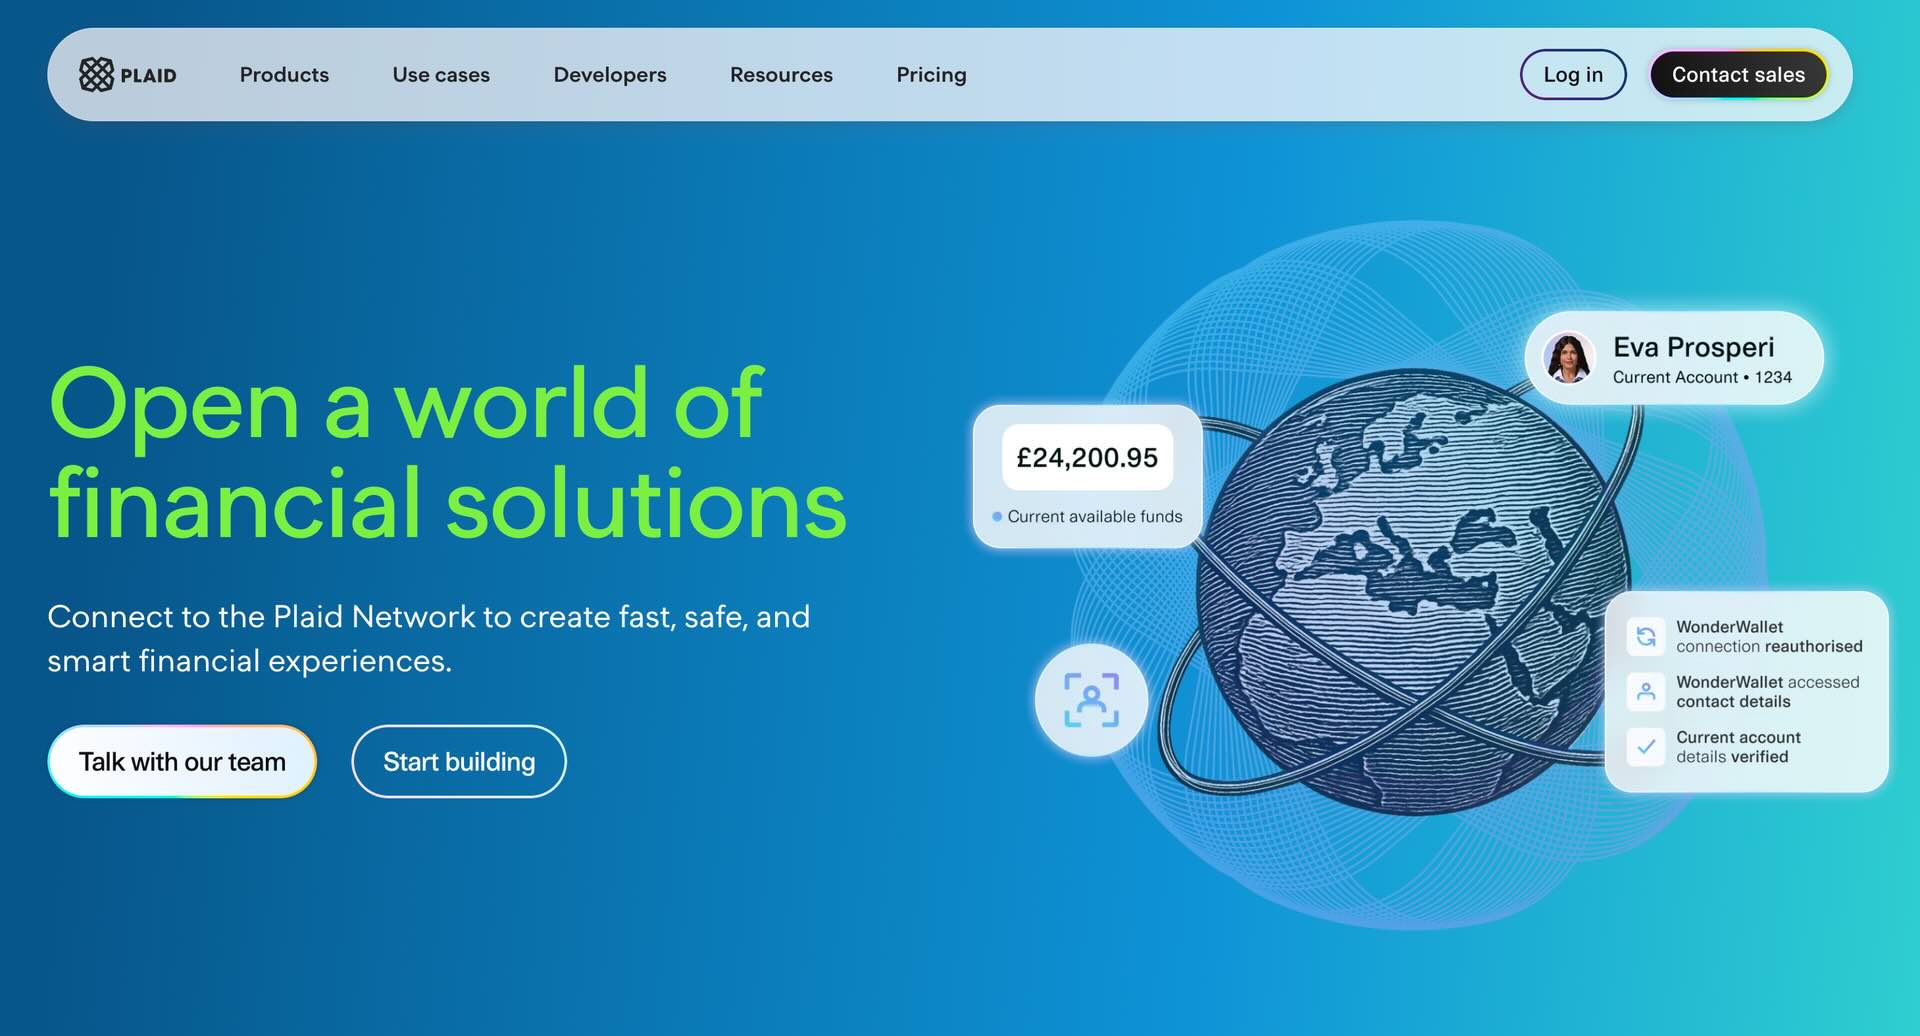 PLAID
Products
Use cases
Developers
Resources
Pricing
Log in
Contact sales
Open a world of
financial solutions
Connect to the Plaid Network to create fast, safe, and
smart financial experiences.
Talk with our team
Start building
Eva Prosperi
Current Account • 1234
£24,200.95
Current available funds
WonderWallet
connection reauthorised
WonderWallet accessed
contact details
Current account
details verified